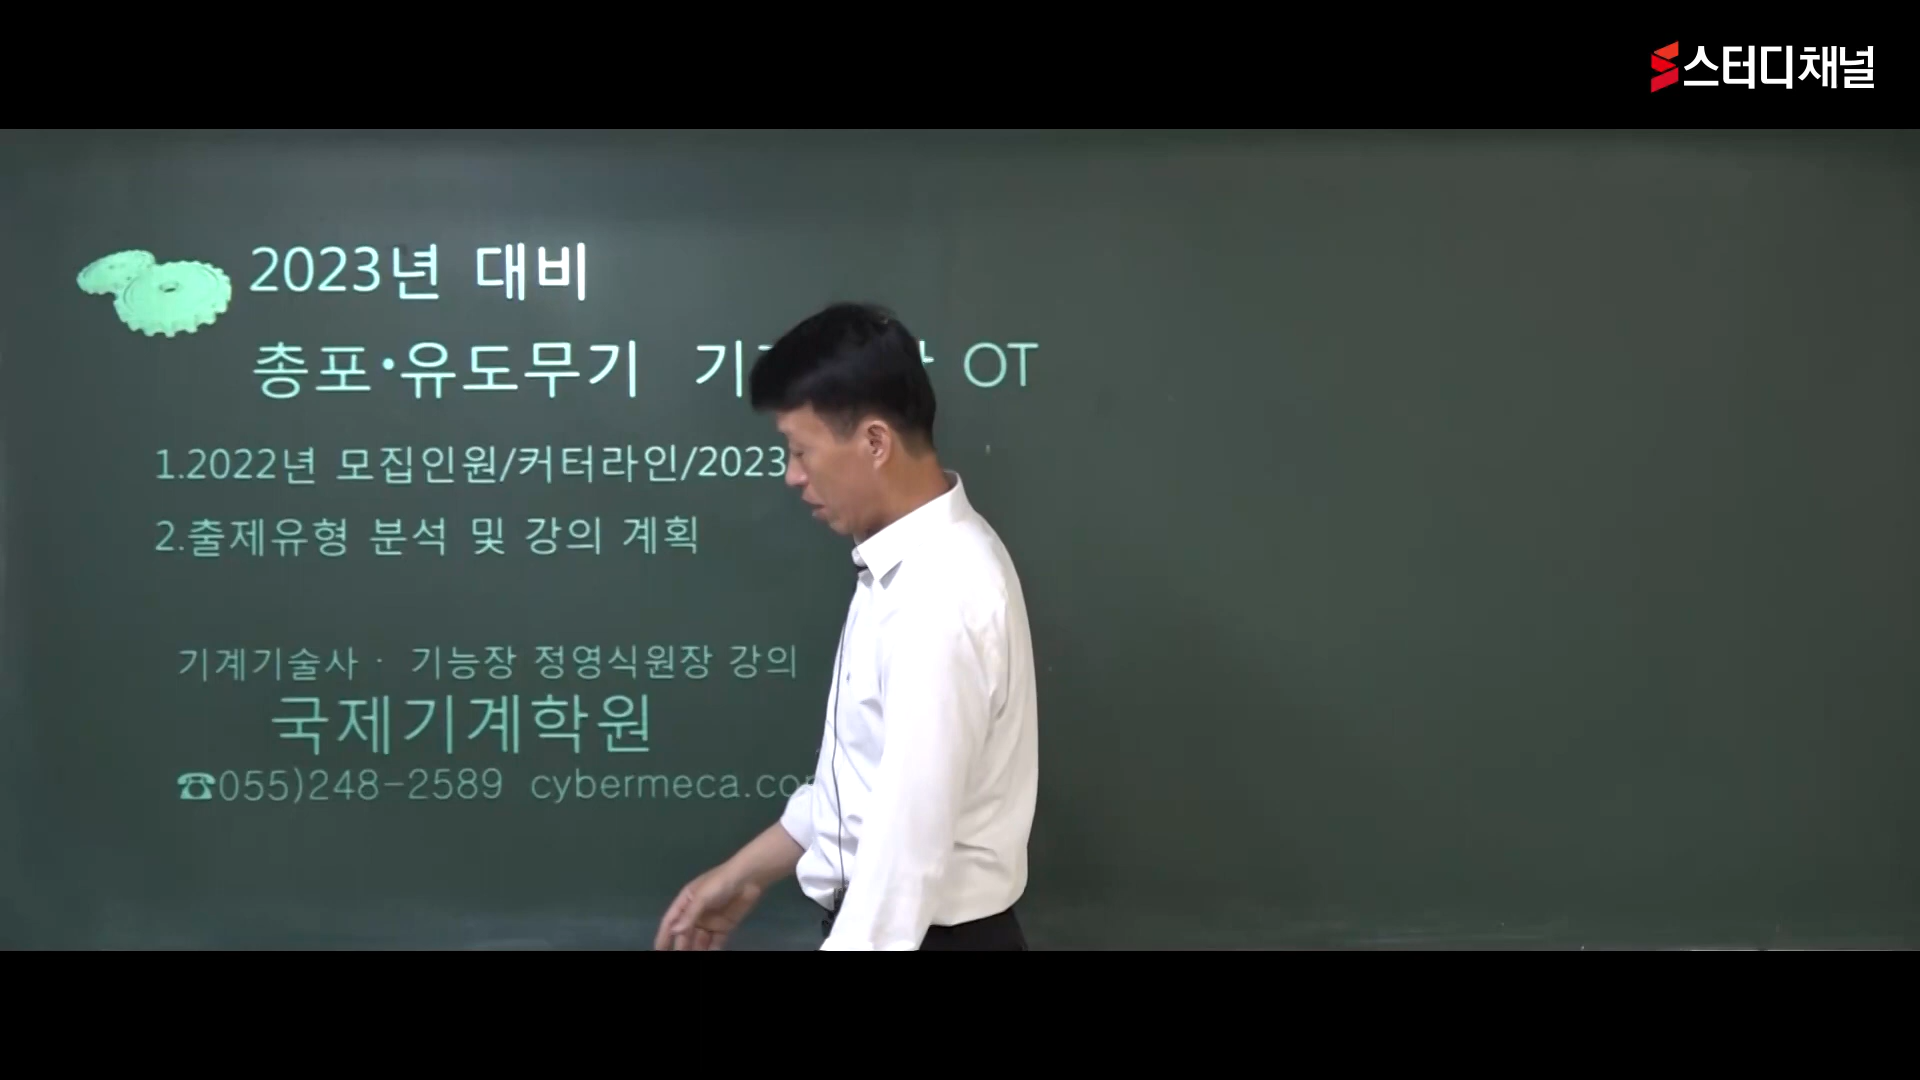 스터디채널
2023년 대비
총포·유도무기 OT
1.2022년 모집인원/커터라인/2023
2.출제유형 분석 및 강의 계획
기계기술사 · 기능장 정영식원장 강의
국제기계학원
☎055)248-2589